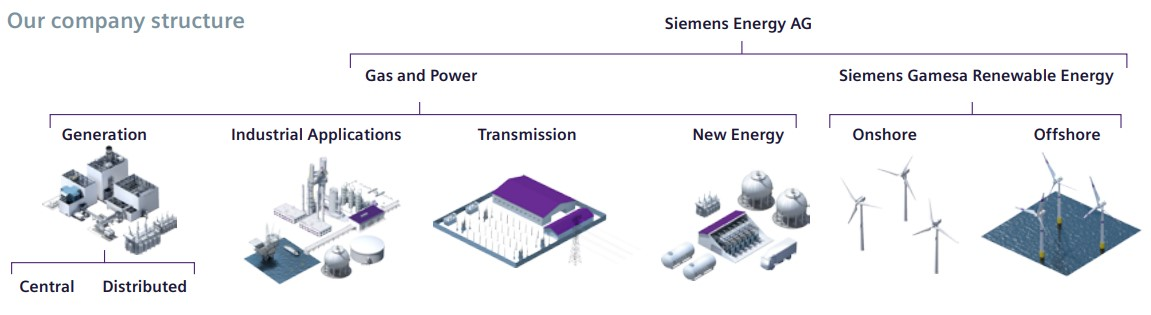 Our company structure
Siemens Energy AG
Gas and Power
Siemens Gamesa Renewable Energy
Generation
Industrial Applications
Transmission
New Energy
Onshore
Offshore
Central
Distributed